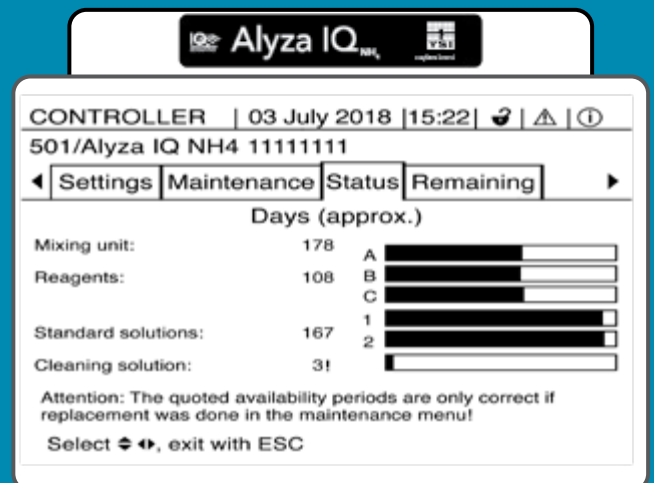 IQ Alyza IQ NH4 YSI
CONTROLLER | 03 July 2018 |15:22|
501/Alyza IQ NH4 11111111
Settings Maintenance Status Remaining
Days (approx.)
Mixing unit: 178
A
Reagents: 108 B
C
1
Standard solutions: 167
2
Cleaning solution: 3!
Attention: The quoted availability periods are only correct if
replacement was done in the maintenance menu!
Select , exit with ESC